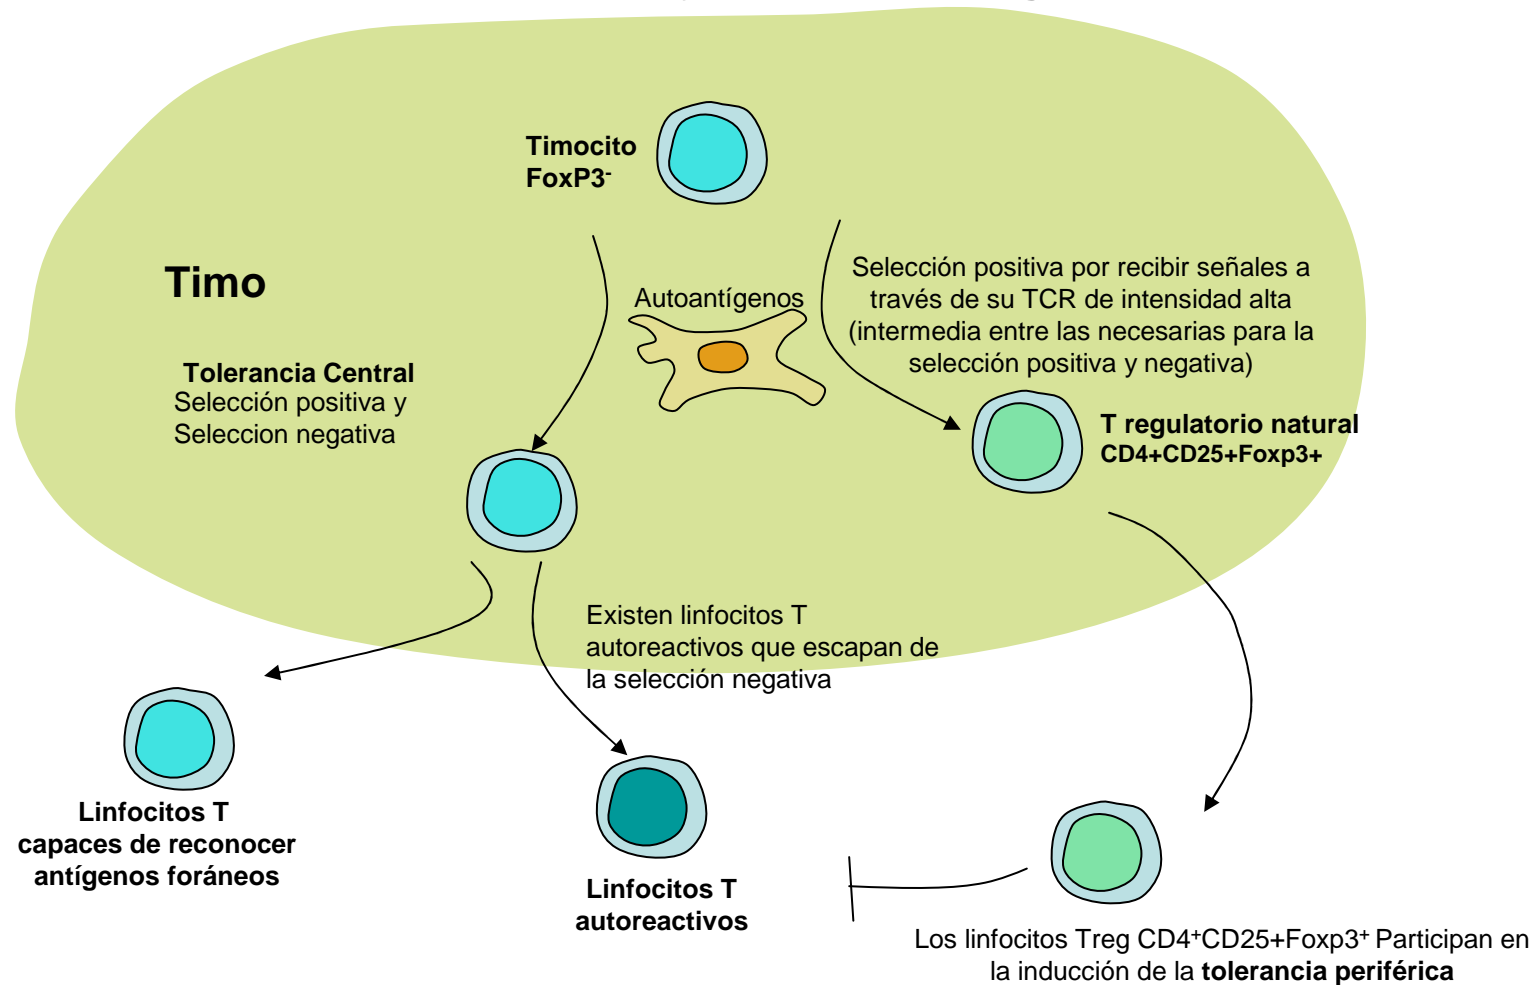 Timocito
FoxP3-
Timo
Autoantígenos
Selección positiva por recibir señales a
través de su TCR de intensidad alta
(intermedia entre las necesarias para la
selección positiva y negativa)
Tolerancia Central
Selección positiva y
Seleccion negativa
T regulatorio natural
CD4+CD25+Foxp3+
Existen linfocitos T
autoreactivos que escapan de
la selección negativa
Linfocitos T
capaces de reconocer
antígenos foráneos
Linfocitos T
autoreactivos
Los linfocitos Treg CD4+CD25+Foxp3+ Participan en
la inducción de la tolerancia periférica